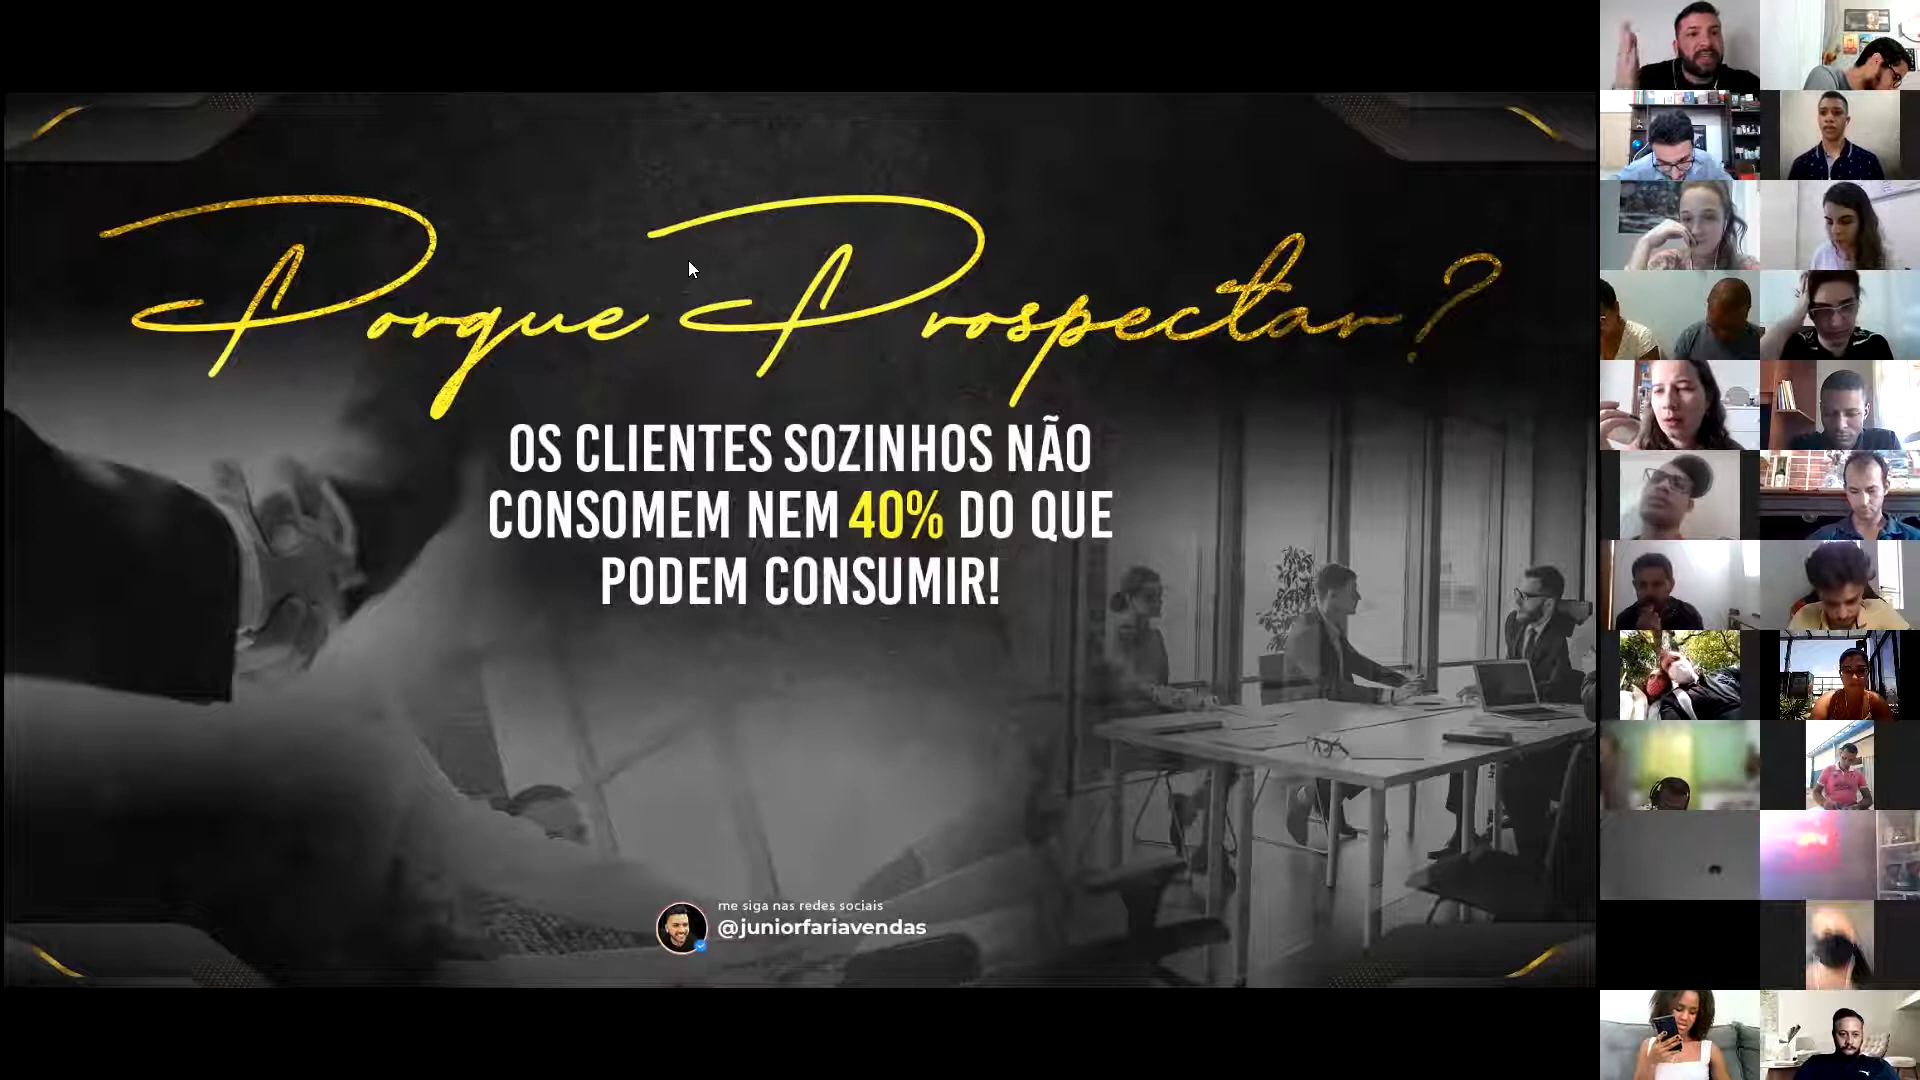 Porque Prospectar?
OS CLIENTES SOZINHOS NÃO
CONSOMEM NEM 40% DO QUE
PODEM CONSUMIR!
me siga nas redes sociais
@juniorfariavendas